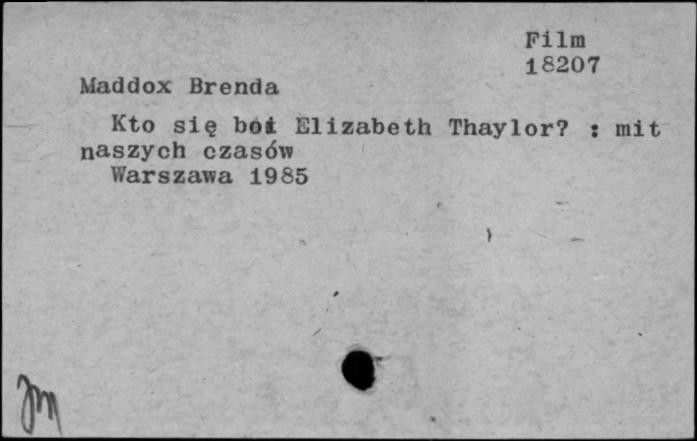 Film
18207
Maddox Brenda
Kto się boi Elizabeth Thaylor? : mit
naszych czasów
Warszawa 1985